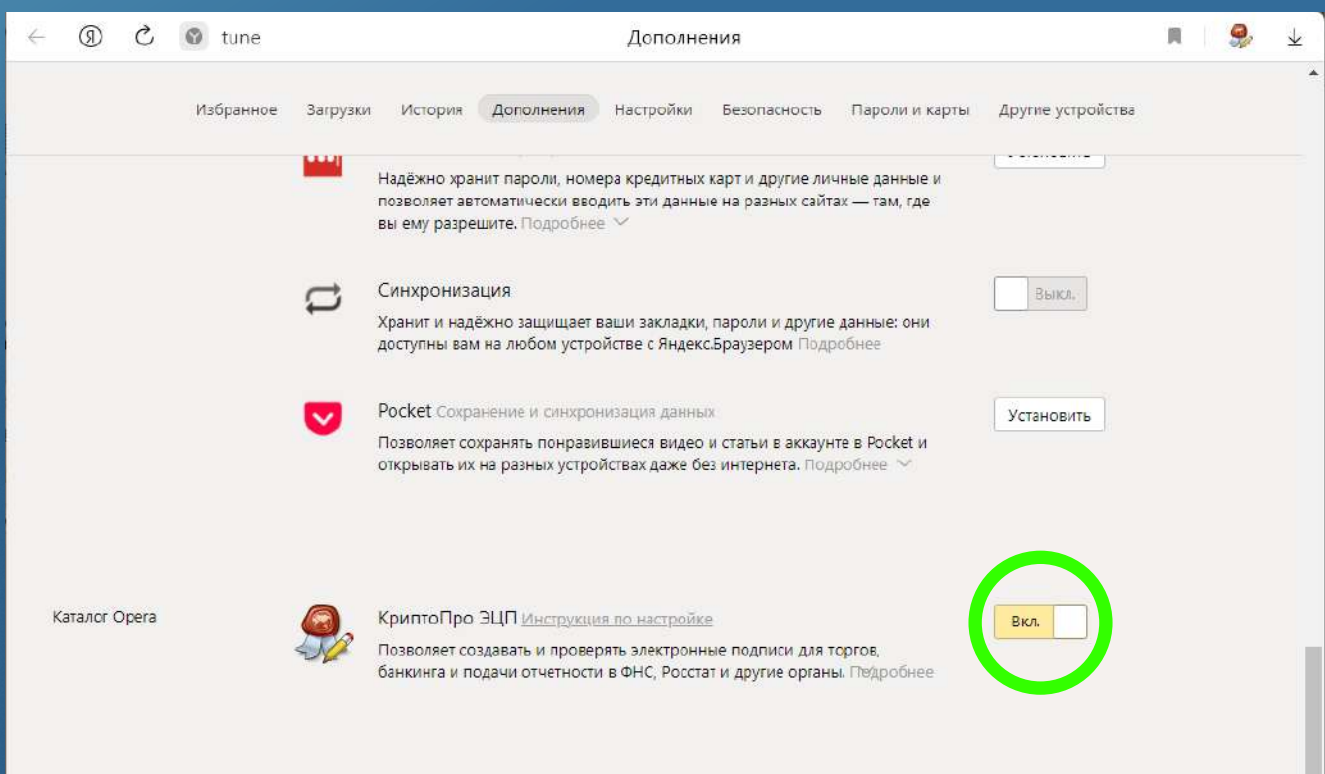 tune
Дополнения
Избранное Загрузки История Дополнения Настройки Безопасность Пароли и карты Другие устройства
Надёжно хранит пароли, номера кредитных карт и другие личные данные и
позволяет автоматически вводить эти данные на разных сайтах — там, где
вы ему разрешите. Подробнее
Синхронизация
Выкл.
Хранит и надёжно защищает ваши закладки, пароли и другие данные: они
доступны вам на любом устройстве с Яндекс.Браузером Подробнее
Pocket Сохранение и синхронизация данных
Установить
Позволяет сохранять понравившиеся видео и статьи в аккаунте в Pocket и
открывать их на разных устройствах даже без интернета. Подробнее
Каталог Opera
КриптоПро ЭЦП Инструкция по настройке
Вкл.
Позволяет создавать и проверять электронные подписи для торгов,
банкинга и подачи отчетности в ФНС, Росстат и другие органы. Подробнее